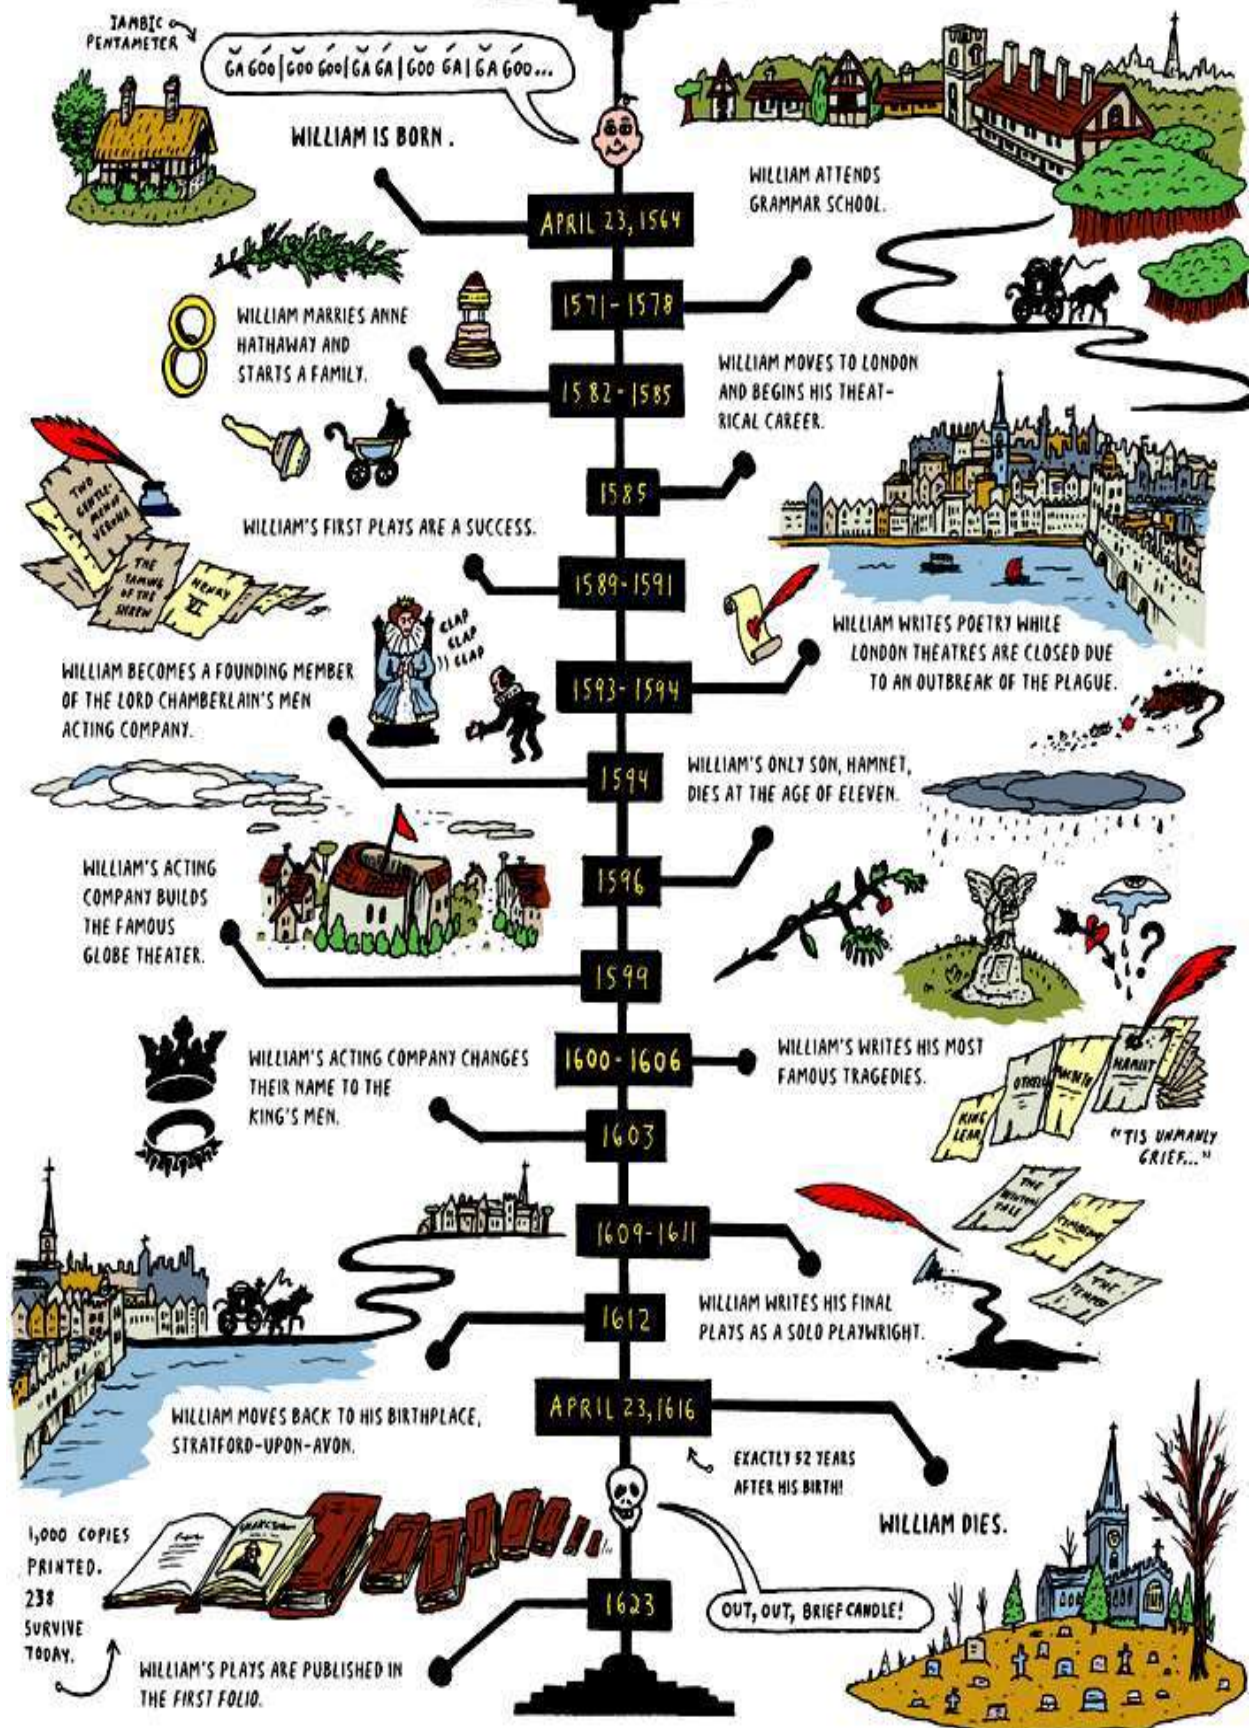 IAMBIC
PENTAMETER
GA GOO | GOO GOO | GA GA | GOO GA | GA GOO...
WILLIAM IS BORN.
APRIL 23, 1564
WILLIAM ATTENDS
GRAMMAR SCHOOL.
1571-1578
WILLIAM MARRIES ANNE
HATHAWAY AND
STARTS A FAMILY.
1582-1585
WILLIAM MOVES TO LONDON
AND BEGINS HIS THEAT-
RICAL CAREER.
1585
TWO
GENTLE-
MEN OF
VERONA
THE
TAMING
OF THE
SHREW
HENRY
VI
WILLIAM'S FIRST PLAYS ARE A SUCCESS.
1589-1591
WILLIAM WRITES POETRY WHILE
LONDON THEATRES ARE CLOSED DUE
TO AN OUTBREAK OF THE PLAGUE.
1593-1594
CLAP
CLAP
CLAP
WILLIAM BECOMES A FOUNDING MEMBER
OF THE LORD CHAMBERLAIN'S MEN
ACTING COMPANY.
1594
WILLIAM'S ONLY SON, HAMNET,
DIES AT THE AGE OF ELEVEN.
1596
?
WILLIAM'S ACTING
COMPANY BUILDS
THE FAMOUS
GLOBE THEATER.
1599
1600-1606
WILLIAM'S WRITES HIS MOST
FAMOUS TRAGEDIES.
KING
LEAR
OTHELLO
MACBETH
HAMLET
"TIS UNMANLY
GRIEF..."
WILLIAM'S ACTING COMPANY CHANGES
THEIR NAME TO THE
KING'S MEN.
1603
1609-1611
THE
TALE
THE
WILLIAM WRITES HIS FINAL
PLAYS AS A SOLO PLAYWRIGHT.
1612
WILLIAM MOVES BACK TO HIS BIRTHPLACE,
STRATFORD-UPON-AVON.
APRIL 23, 1616
EXACTLY 52 YEARS
AFTER HIS BIRTH!
WILLIAM DIES.
OUT, OUT, BRIEF CANDLE!
1,000 COPIES
PRINTED.
238
SURVIVE
TODAY.
1623
WILLIAM'S PLAYS ARE PUBLISHED IN
THE FIRST FOLIO.